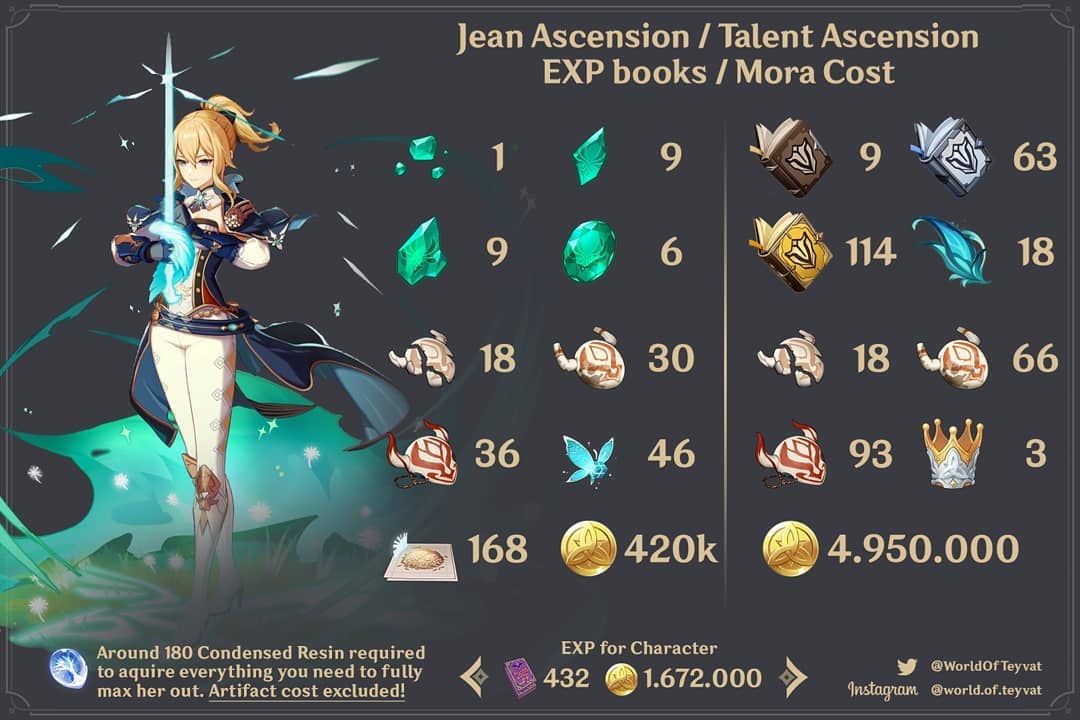 Jean Ascension / Talent Ascension
EXP books / Mora Cost
1 9 9 63
9 6 114 18
18 30 18 66
36 46 93 3
168 420k 4.950.000
Around 180 Condensed Resin required
to aquire everything you need to fully
max her out. Artifact cost excluded!
EXP for Character
432 1.672.000
@WorldOfTeyvat
Instagram @world.of.teyvat